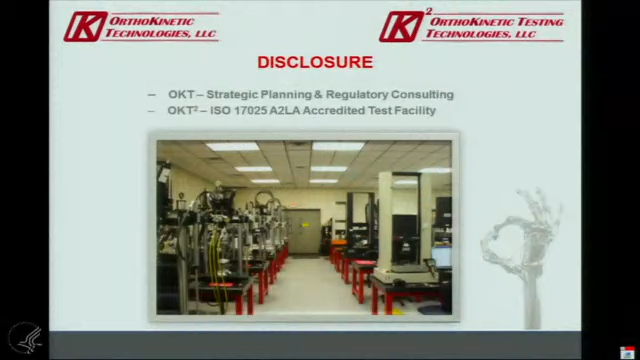 ORTHOKINETIC
TECHNOLOGIES, LLC
K2 ORTHOKINETIC TESTING
TECHNOLOGIES, LLC
DISCLOSURE
– OKT – Strategic Planning & Regulatory Consulting
– OKT² – ISO 17025 A2LA Accredited Test Facility